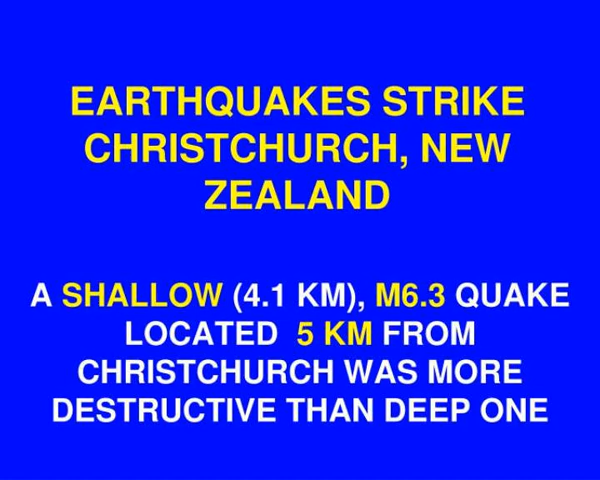 EARTHQUAKES STRIKE
CHRISTCHURCH, NEW
ZEALAND
A SHALLOW (4.1 KM), M6.3 QUAKE
LOCATED 5 KM FROM
CHRISTCHURCH WAS MORE
DESTRUCTIVE THAN DEEP ONE